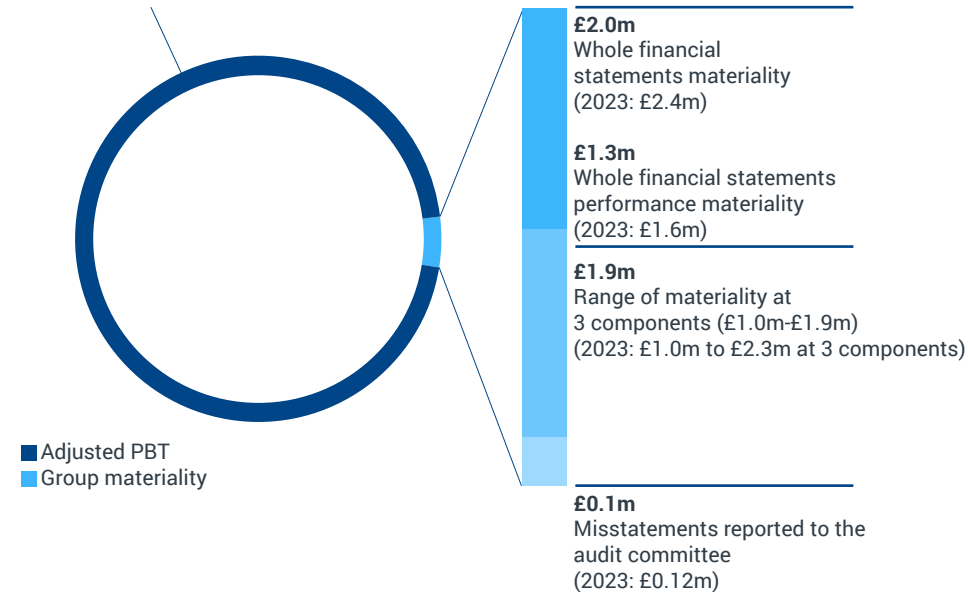 £2.0m
Whole financial
statements materiality
(2023: £2.4m)
£1.3m
Whole financial statements
performance materiality
(2023: £1.6m)
£1.9m
Range of materiality at
3 components (£1.0m-£1.9m)
(2023: £1.0m to £2.3m at 3 components)
Adjusted PBT
Group materiality
£0.1m
Misstatements reported to the
audit committee
(2023: £0.12m)